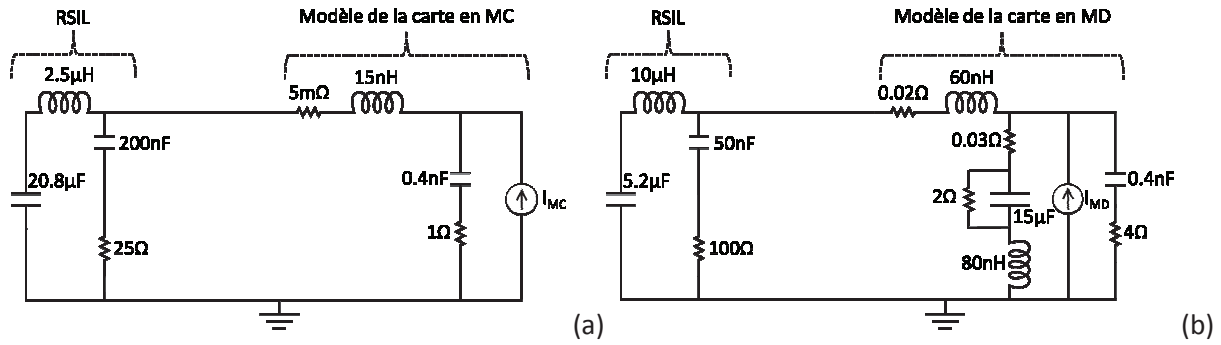 RSIL
Modèle de la carte en MC
2.5µH
5mΩ
15nH
200nF
20.8µF
0.4nF
I_MC
25Ω
1Ω
(a)
RSIL
Modèle de la carte en MD
10µH
0.02Ω
60nH
50nF
0.03Ω
5.2µF
2Ω
15µF
I_MD
0.4nF
100Ω
80nH
4Ω
(b)